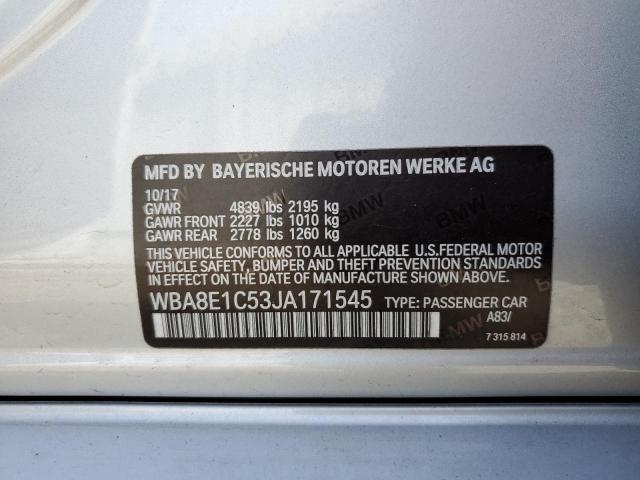 MFD BY BAYERISCHE MOTOREN WERKE AG
10/17
GVWR 4839 lbs 2195 kg
GAWR FRONT 2227 lbs 1010 kg
GAWR REAR 2778 lbs 1260 kg
THIS VEHICLE CONFORMS TO ALL APPLICABLE U.S.FEDERAL MOTOR
VEHICLE SAFETY, BUMPER AND THEFT PREVENTION STANDARDS
IN EFFECT ON THE DATE OF MANUFACTURE SHOWN ABOVE.
WBA8E1C53JA171545 TYPE: PASSENGER CAR
A83/
7 315 814